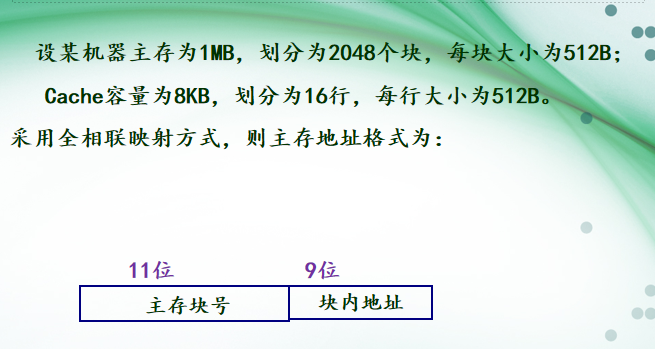 设某机器主存为1MB，划分为2048个块，每块大小为512B；
Cache容量为8KB，划分为16行，每行大小为512B。
采用全相联映射方式，则主存地址格式为：
11位 9位
主存块号 块内地址